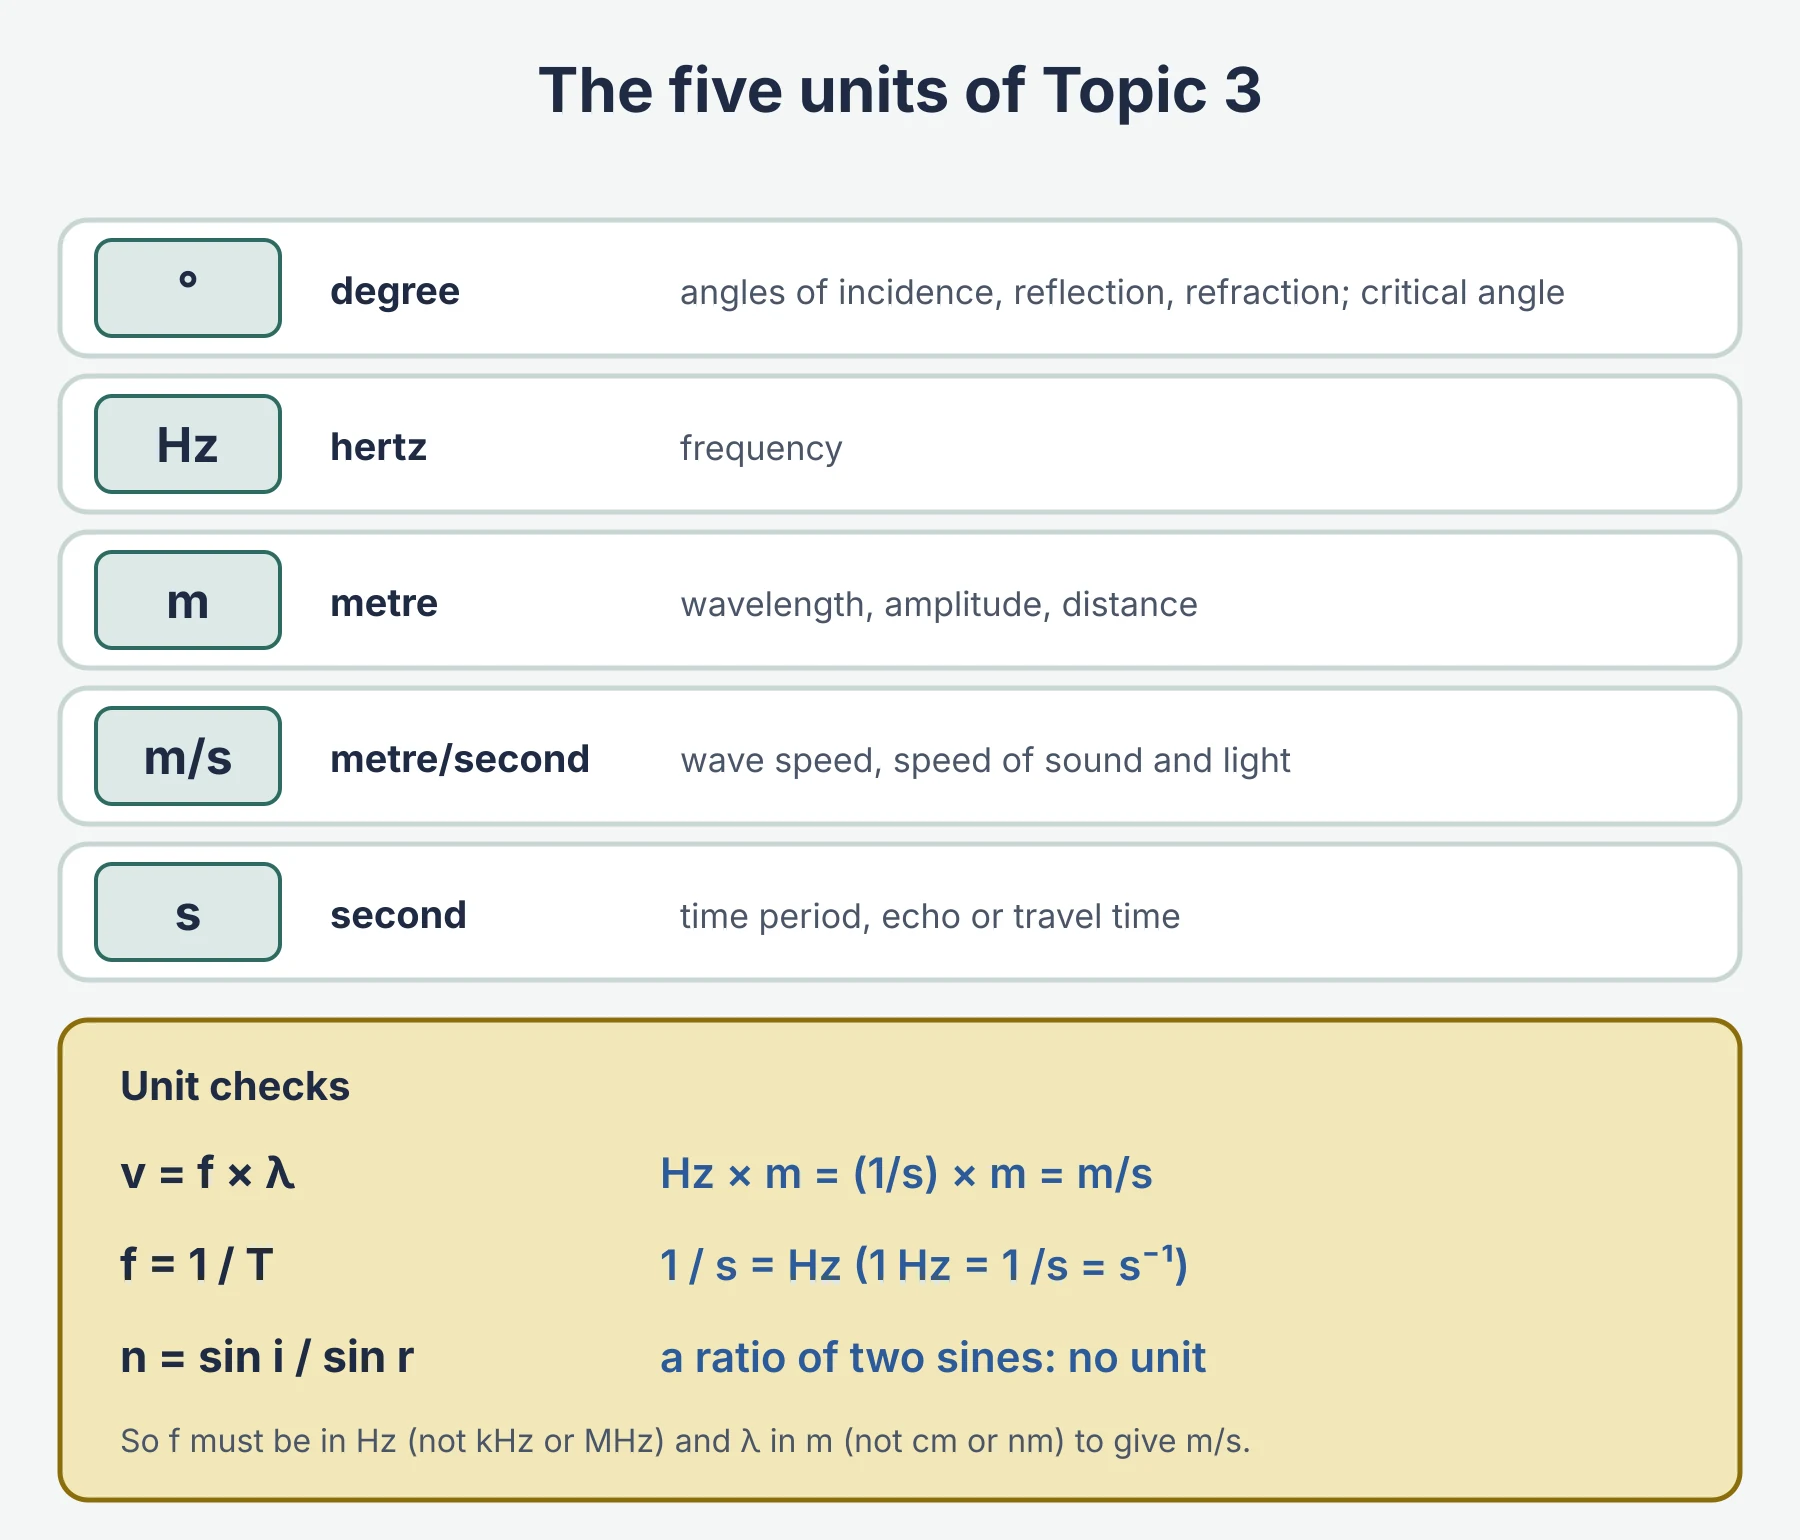 The five units of Topic 3
° degree angles of incidence, reflection, refraction; critical angle
Hz hertz frequency
m metre wavelength, amplitude, distance
m/s metre/second wave speed, speed of sound and light
s second time period, echo or travel time
Unit checks
v = f × λ Hz × m = (1/s) × m = m/s
f = 1 / T 1 / s = Hz (1 Hz = 1 /s = s⁻¹)
n = sin i / sin r a ratio of two sines: no unit
So f must be in Hz (not kHz or MHz) and λ in m (not cm or nm) to give m/s.